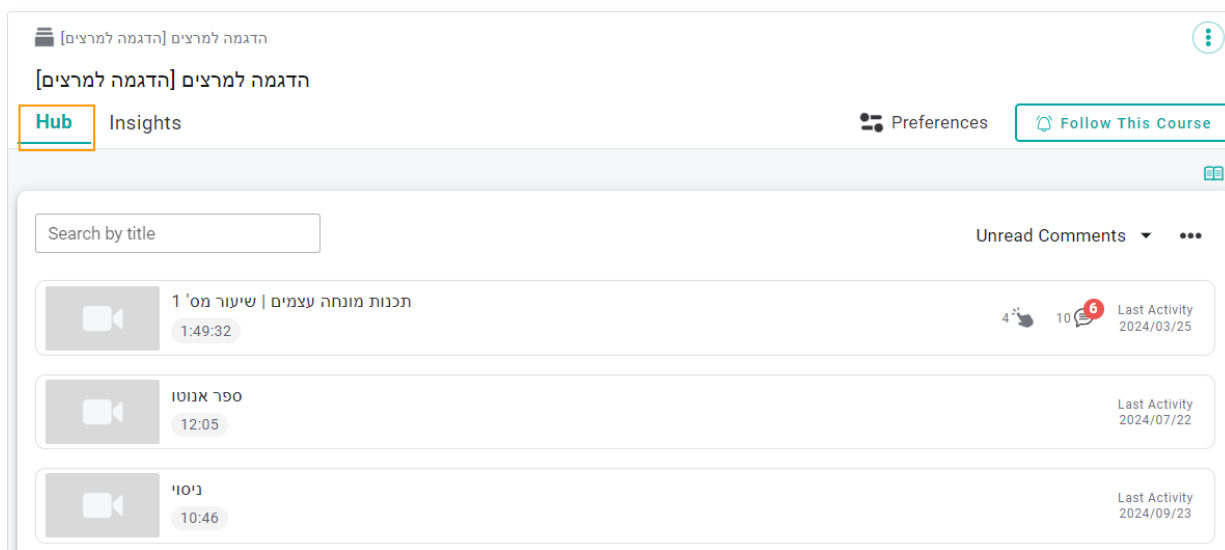 הדגמה למרצים [הדגמה למרצים]
הדגמה למרצים [הדגמה למרצים]
Hub Insights Preferences Follow This Course
Search by title Unread Comments
תכנות מונחה עצמים | שיעור מס' 1
1:49:32
4 10 6 Last Activity
2024/03/25
ספר אנוטו
12:05
Last Activity
2024/07/22
ניסוי
10:46
Last Activity
2024/09/23